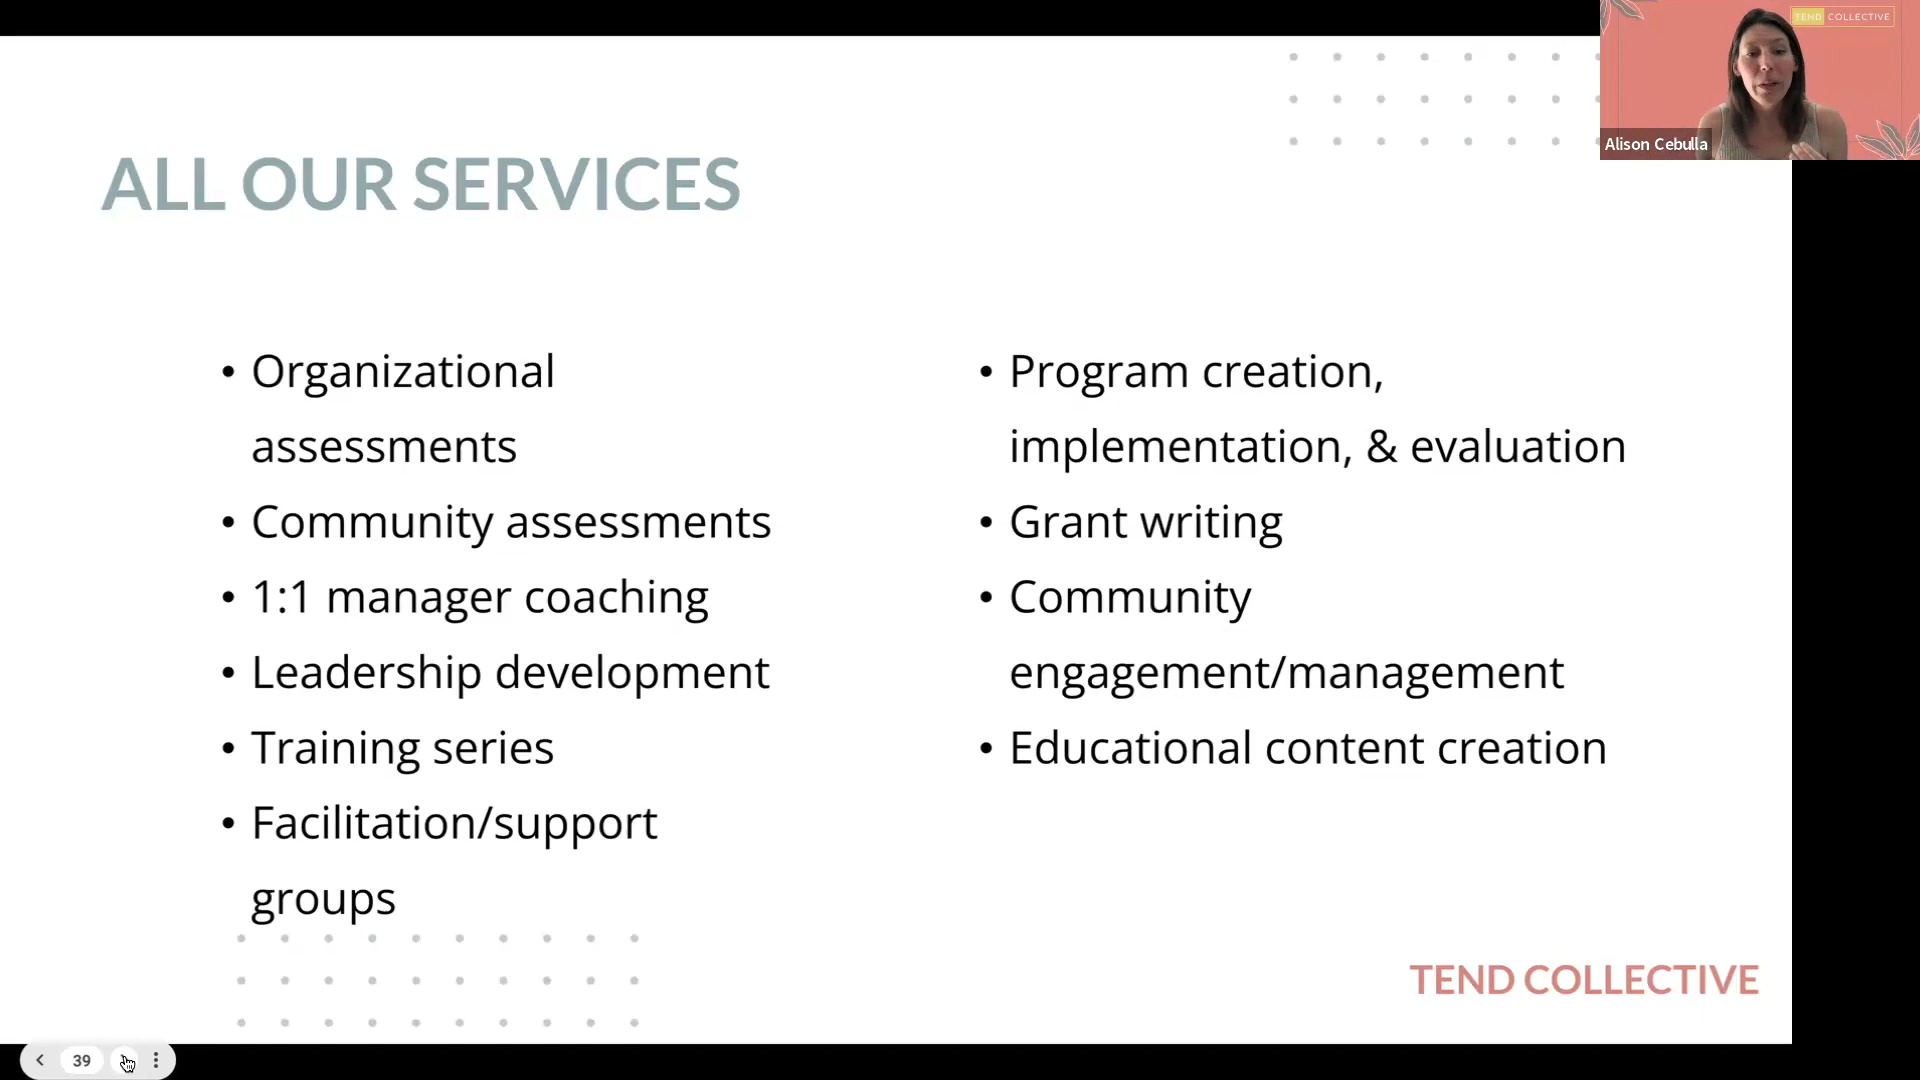 TEND COLLECTIVE
Alison Cebulla
ALL OUR SERVICES
• Organizational
assessments
• Community assessments
• 1:1 manager coaching
• Leadership development
• Training series
• Facilitation/support
groups
• Program creation,
implementation, & evaluation
• Grant writing
• Community
engagement/management
• Educational content creation
TEND COLLECTIVE
39